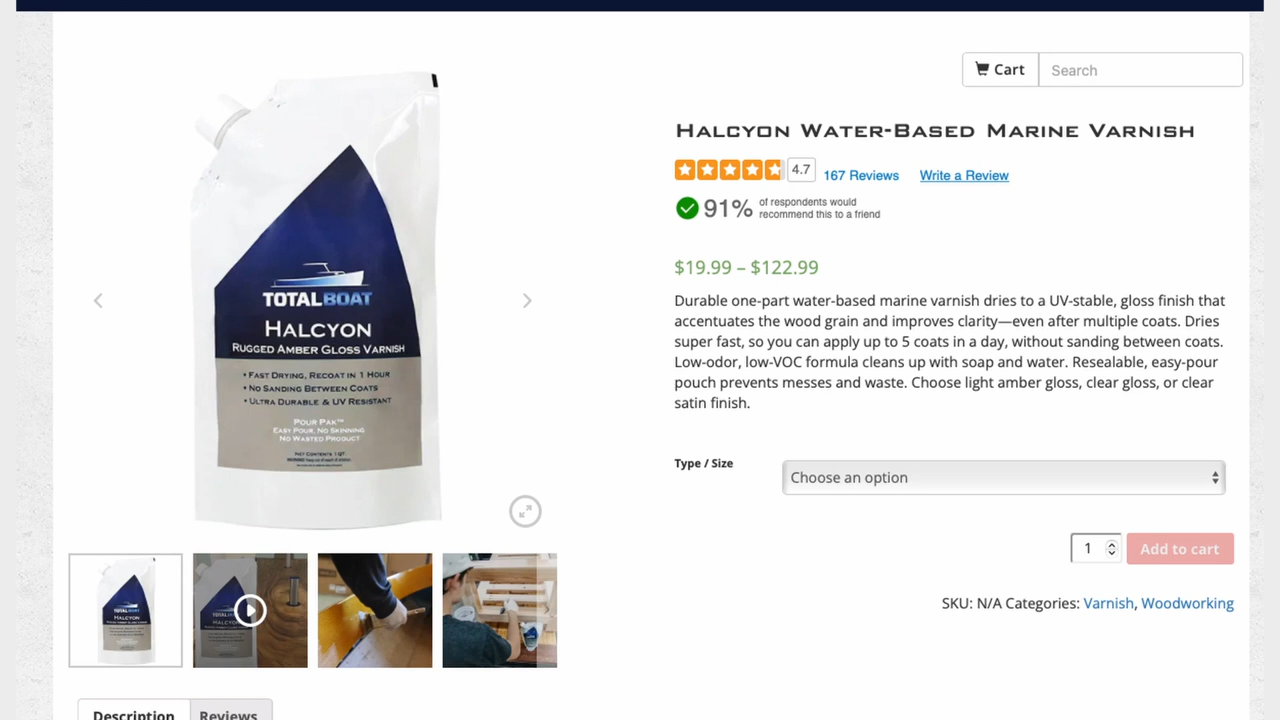 Cart
Search
HALCYON WATER-BASED MARINE VARNISH
4.7
167 Reviews
Write a Review
91%
of respondents would
recommend this to a friend
$19.99 – $122.99
Durable one-part water-based marine varnish dries to a UV-stable, gloss finish that
accentuates the wood grain and improves clarity—even after multiple coats. Dries
super fast, so you can apply up to 5 coats in a day, without sanding between coats.
Low-odor, low-VOC formula cleans up with soap and water. Resealable, easy-pour
pouch prevents messes and waste. Choose light amber gloss, clear gloss, or clear
satin finish.
Type / Size
Choose an option
1
Add to cart
SKU: N/A Categories: Varnish, Woodworking
TOTALBOAT
HALCYON
RUGGED AMBER GLOSS VARNISH
• FAST DRYING, RECOAT IN 1 HOUR
• NO SANDING BETWEEN COATS
• ULTRA DURABLE & UV RESISTANT
POUR PAK™
EASY POUR, NO SKINNING
NO WASTED PRODUCT
NET CONTENTS: 1 QT
Description
Reviews